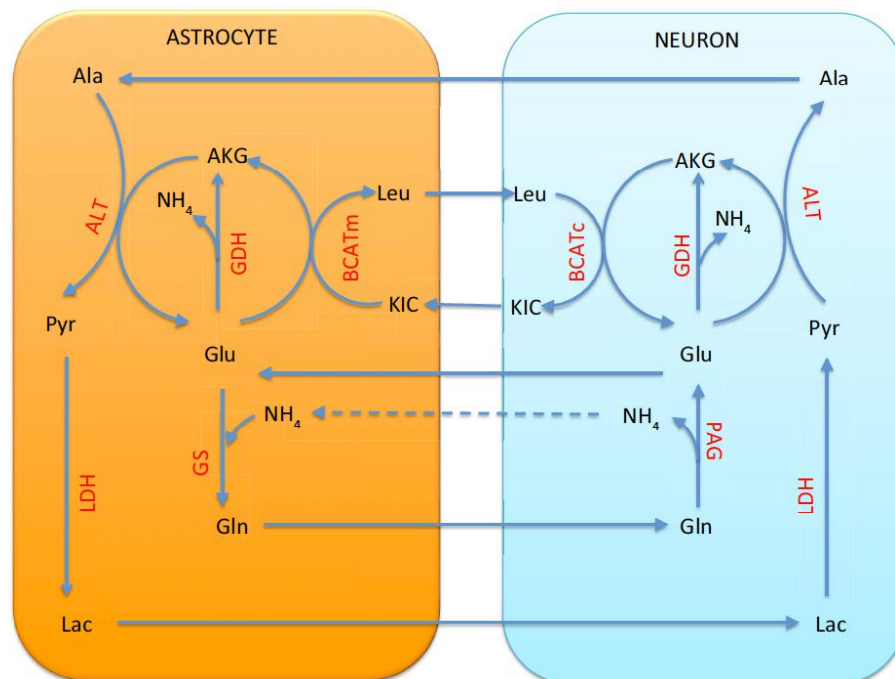 ASTROCYTE
NEURON
Ala
Ala
AKG
AKG
NH4
Leu
Leu
NH4
ALT
GDH
BCATm
BCATc
GDH
ALT
Pyr
KIC
KIC
Pyr
Glu
Glu
NH4
NH4
GS
PAG
LDH
LDH
Gln
Gln
Lac
Lac